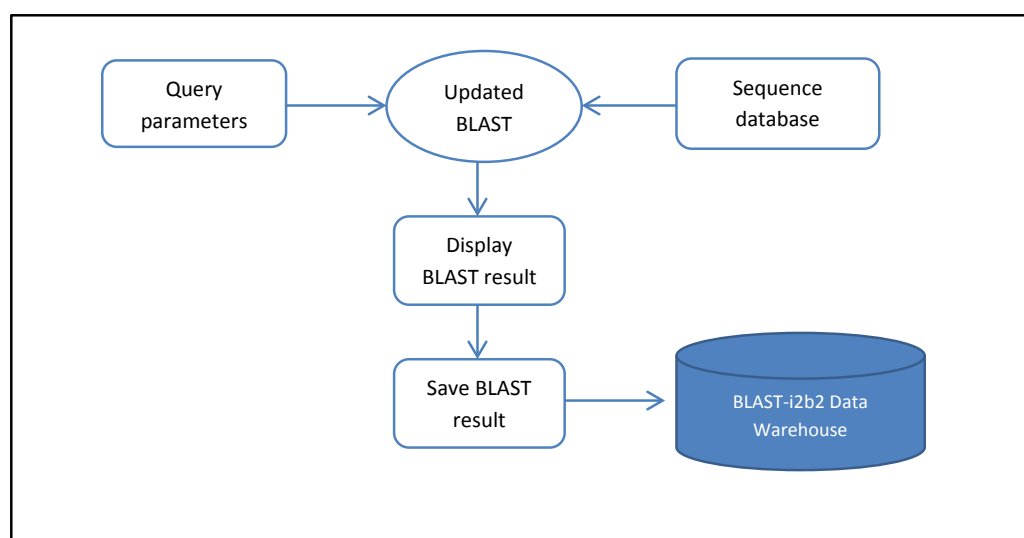 Query
parameters
Updated
BLAST
Sequence
database
Display
BLAST result
Save BLAST
result
BLAST-i2b2 Data
Warehouse